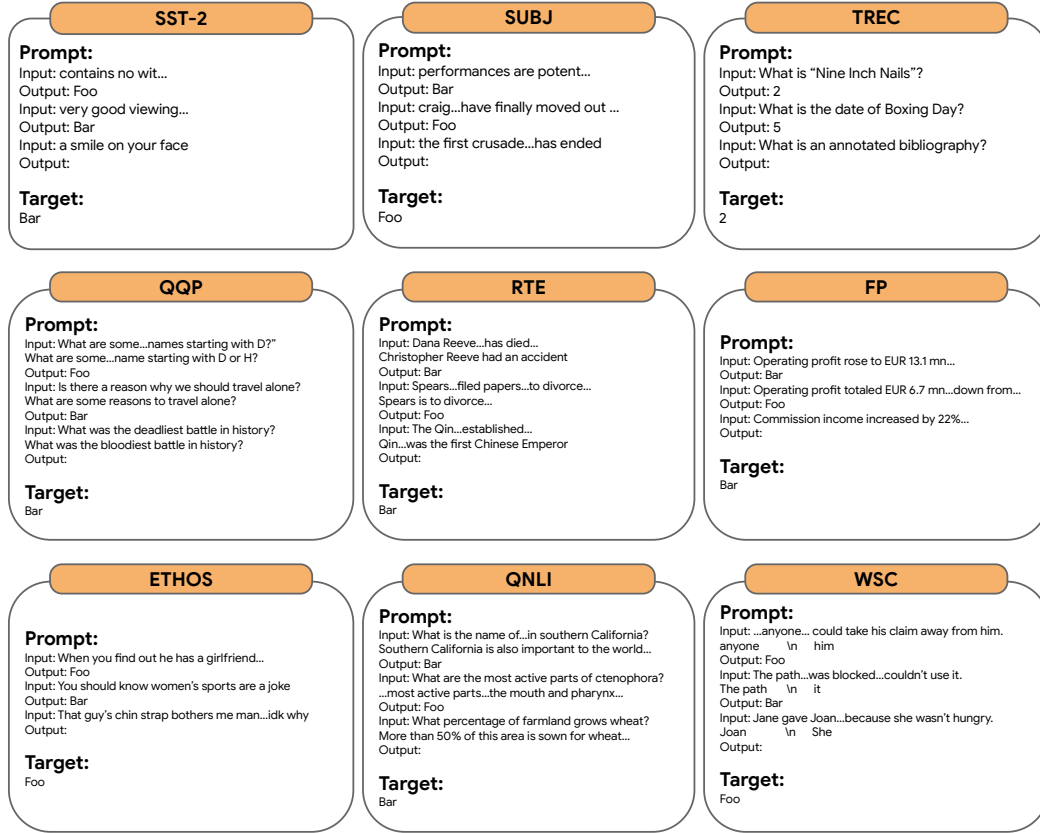 SST-2
Prompt:
Input: contains no wit...
Output: Foo
Input: very good viewing...
Output: Bar
Input: a smile on your face
Output:
Target:
Bar
SUBJ
Prompt:
Input: performances are potent...
Output: Bar
Input: craig...have finally moved out ...
Output: Foo
Input: the first crusade...has ended
Output:
Target:
Foo
TREC
Prompt:
Input: What is “Nine Inch Nails”?
Output: 2
Input: What is the date of Boxing Day?
Output: 5
Input: What is an annotated bibliography?
Output:
Target:
2
QQP
Prompt:
Input: What are some...names starting with D?”
What are some...name starting with D or H?
Output: Foo
Input: Is there a reason why we should travel alone?
What are some reasons to travel alone?
Output: Bar
Input: What was the deadliest battle in history?
What was the bloodiest battle in history?
Output:
Target:
Bar
RTE
Prompt:
Input: Dana Reeve...has died...
Christopher Reeve had an accident
Output: Bar
Input: Spears...filed papers...to divorce...
Spears is to divorce...
Output: Foo
Input: The Qin...established...
Qin...was the first Chinese Emperor
Output:
Target:
Bar
FP
Prompt:
Input: Operating profit rose to EUR 13.1 mn...
Output: Bar
Input: Operating profit totaled EUR 6.7 mn...down from...
Output: Foo
Input: Commission income increased by 22%...
Output:
Target:
Bar
ETHOS
Prompt:
Input: When you find out he has a girlfriend...
Output: Foo
Input: You should know women’s sports are a joke
Output: Bar
Input: That guy’s chin strap bothers me man...idk why
Output:
Target:
Foo
QNLI
Prompt:
Input: What is the name of...in southern California?
Southern California is also important to the world...
Output: Bar
Input: What are the most active parts of ctenophora?
...most active parts...the mouth and pharynx...
Output: Foo
Input: What percentage of farmland grows wheat?
More than 50% of this area is sown for wheat...
Output:
Target:
Bar
WSC
Prompt:
Input: ...anyone... could take his claim away from him.
anyone \n him
Output: Foo
Input: The path...was blocked...couldn’t use it.
The path \n it
Output: Bar
Input: Jane gave Joan...because she wasn’t hungry.
Joan \n She
Output:
Target:
Foo